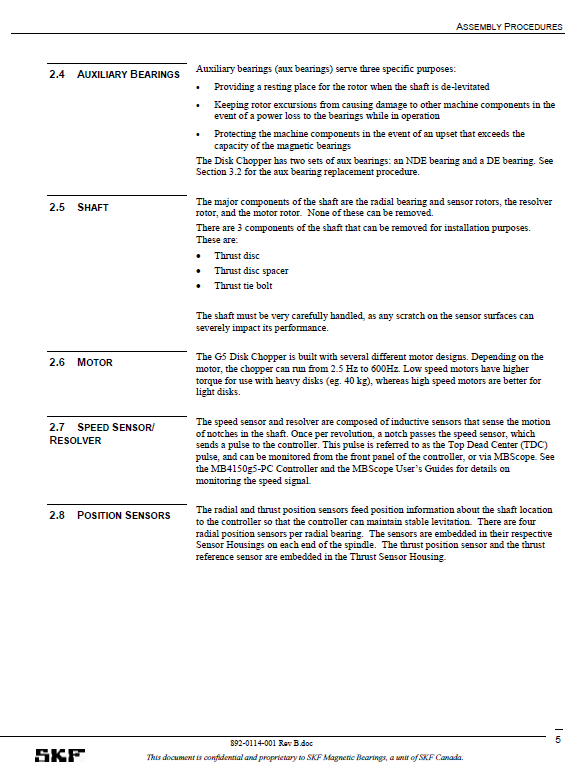 ASSEMBLY PROCEDURES
2.4 AUXILIARY BEARINGS
Auxiliary bearings (aux bearings) serve three specific purposes:
• Providing a resting place for the rotor when the shaft is de-levitated
• Keeping rotor excursions from causing damage to other machine components in the
event of a power loss to the bearings while in operation
• Protecting the machine components in the event of an upset that exceeds the
capacity of the magnetic bearings
The Disk Chopper has two sets of aux bearings: an NDE bearing and a DE bearing. See
Section 3.2 for the aux bearing replacement procedure.
2.5 SHAFT
The major components of the shaft are the radial bearing and sensor rotors, the resolver
rotor, and the motor rotor. None of these can be removed.
There are 3 components of the shaft that can be removed for installation purposes.
These are:
• Thrust disc
• Thrust disc spacer
• Thrust tie bolt
The shaft must be very carefully handled, as any scratch on the sensor surfaces can
severely impact its performance.
2.6 MOTOR
The G5 Disk Chopper is built with several different motor designs. Depending on the
motor, the chopper can run from 2.5 Hz to 600Hz. Low speed motors have higher
torque for use with heavy disks (eg. 40 kg), whereas high speed motors are better for
light disks.
2.7 SPEED SENSOR/
RESOLVER
The speed sensor and resolver are composed of inductive sensors that sense the motion
of notches in the shaft. Once per revolution, a notch passes the speed sensor, which
sends a pulse to the controller. This pulse is referred to as the Top Dead Center (TDC)
pulse, and can be monitored from the front panel of the controller, or via MBScope. See
the MB4150g5-PC Controller and the MBScope User's Guides for details on
monitoring the speed signal.
2.8 POSITION SENSORS
The radial and thrust position sensors feed position information about the shaft location
to the controller so that the controller can maintain stable levitation. There are four
radial position sensors per radial bearing. The sensors are embedded in their respective
Sensor Housings on each end of the spindle. The thrust position sensor and the thrust
reference sensor are embedded in the Thrust Sensor Housing.
5
892-0114-001 Rev B.doc
SKF
This document is confidential and proprietary to SKF Magnetic Bearings, a unit of SKF Canada.